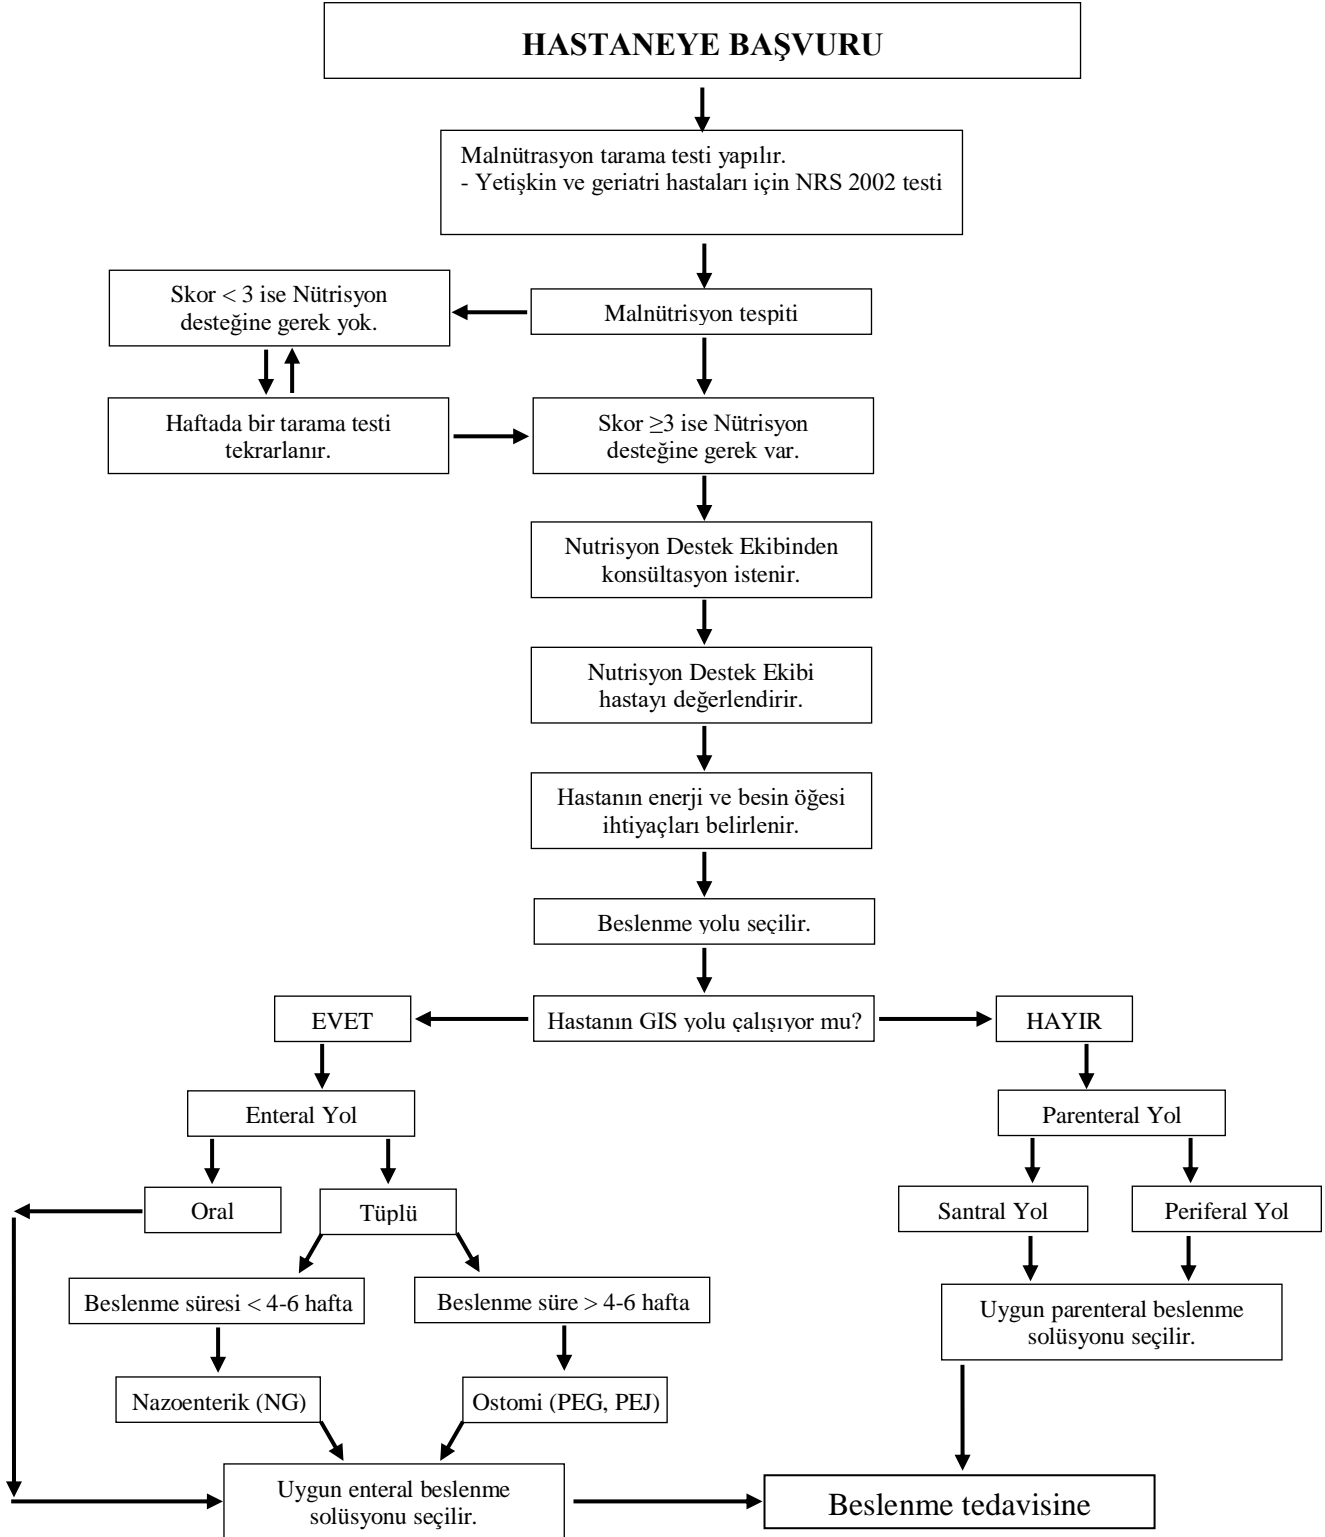 HASTANEYE BAŞVURU
Malnütrasyon tarama testi yapılır.
- Yetişkin ve geriatri hastaları için NRS 2002 testi
Skor < 3 ise Nütrisyon
desteğine gerek yok.
Malnütrisyon tespiti
Haftada bir tarama testi
tekrarlanır.
Skor ≥3 ise Nütrisyon
desteğine gerek var.
Nutrisyon Destek Ekibinden
konsültasyon istenir.
Nutrisyon Destek Ekibi
hastayı değerlendirir.
Hastanın enerji ve besin öğesi
ihtiyaçları belirlenir.
Beslenme yolu seçilir.
EVET
Hastanın GIS yolu çalışıyor mu?
HAYIR
Enteral Yol
Parenteral Yol
Oral
Tüplü
Santral Yol
Periferal Yol
Beslenme süresi < 4-6 hafta
Beslenme süre > 4-6 hafta
Uygun parenteral beslenme
solüsyonu seçilir.
Nazoenterik (NG)
Ostomi (PEG, PEJ)
Uygun enteral beslenme
solüsyonu seçilir.
Beslenme tedavisine